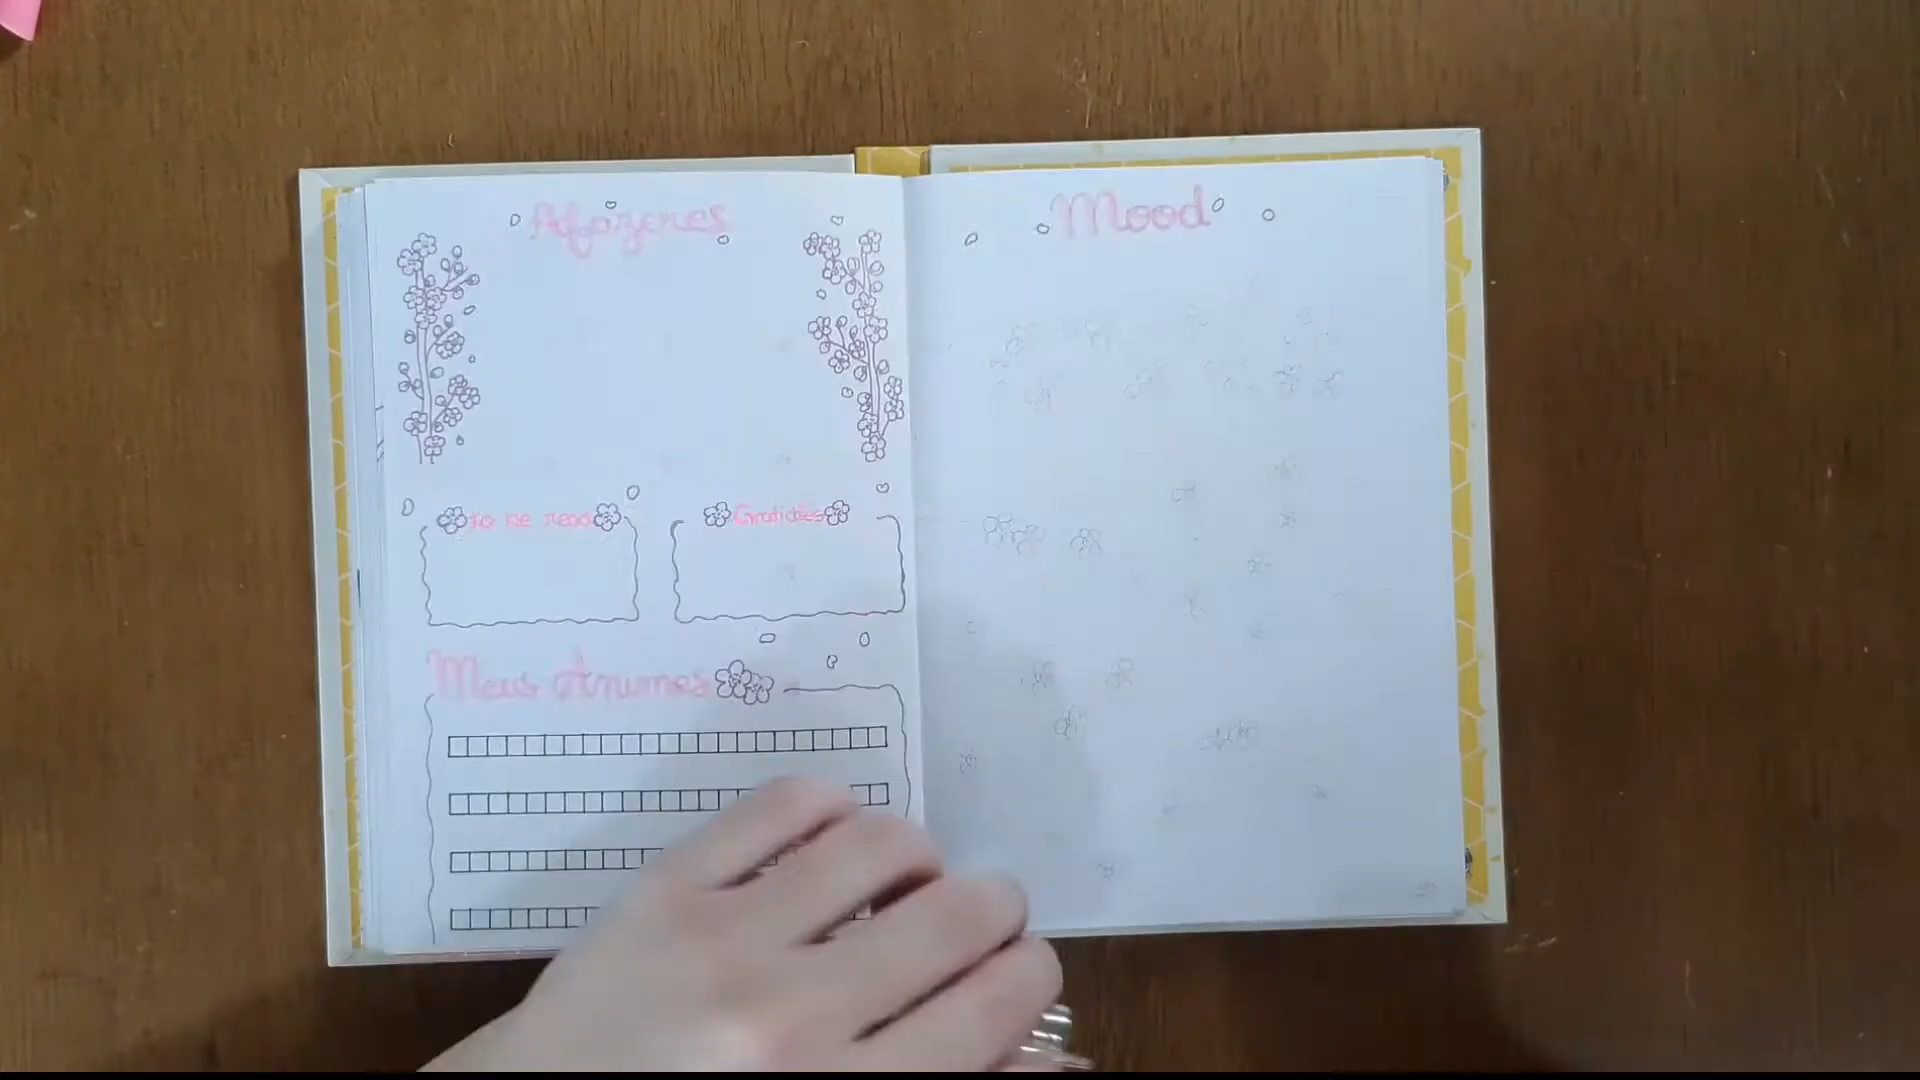 Afazeres
Mood
to be read
Gratidões
Meus Animes